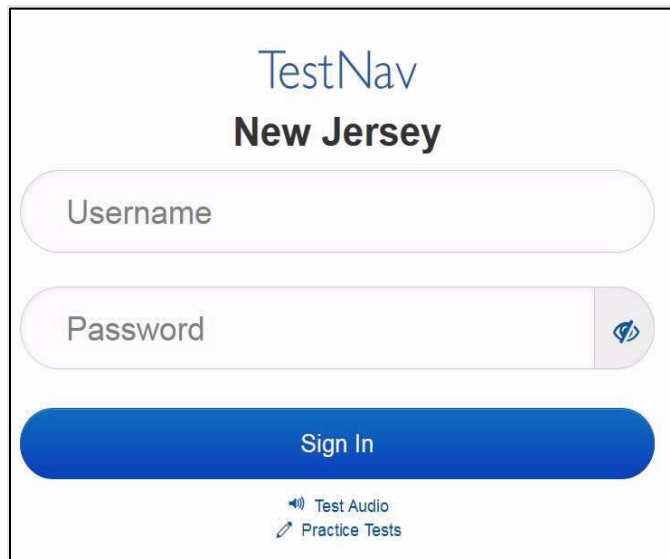 TestNav
New Jersey
Username
Password
Sign In
Test Audio
Practice Tests